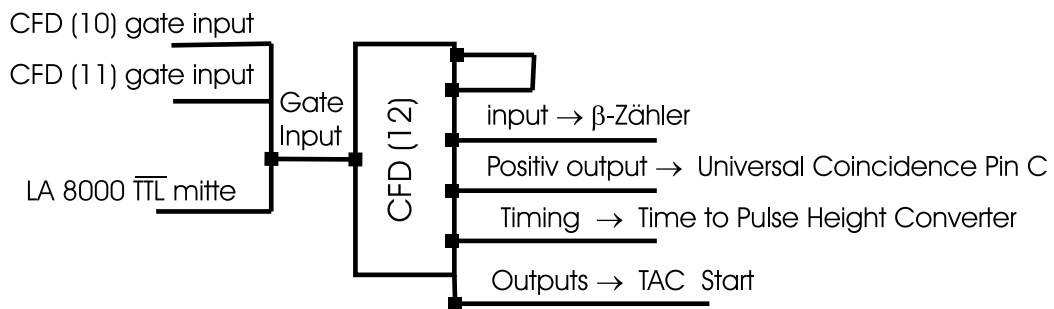 CFD (10) gate input
CFD (11) gate input
Gate
Input
LA 8000 T̅T̅L̅ mitte
CFD (12)
input → β-Zähler
Positiv output → Universal Coincidence Pin C
Timing → Time to Pulse Height Converter
Outputs → TAC Start